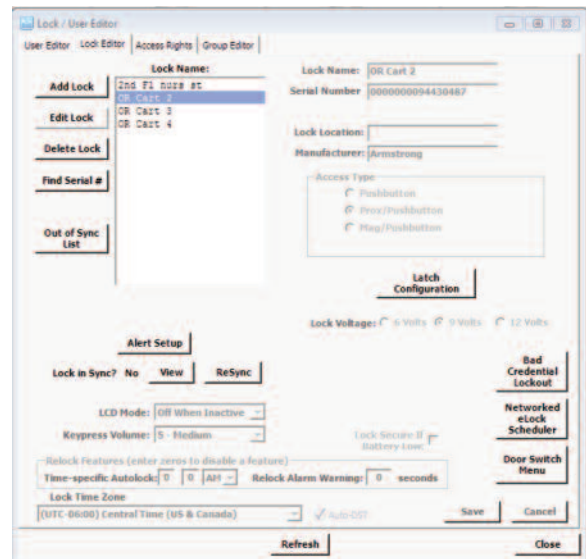 Lock / User Editor
User Editor Lock Editor Access Rights Group Editor
Lock Name:
Add Lock
Edit Lock
Delete Lock
Find Serial #
Out of Sync
List
2nd Fl nurs st
OR Cart 2
OR Cart 3
OR Cart 4
Lock Name: OR Cart 2
Serial Number 0000000094430487
Lock Location:
Manufacturer: Armstrong
Access Type
Pushbutton
Prox/Pushbutton
Mag/Pushbutton
Latch
Configuration
Lock Voltage: 6 Volts 9 Volts 12 Volts
Alert Setup
Lock in Sync? No View ReSync
Bad
Credential
Lockout
LCD Mode: Off When Inactive
Keypress Volume: 5 - Medium
Lock Secure If
Battery Low:
Networked
eLock
Scheduler
Relock Features (enter zeros to disable a feature)
Time-specific Autolock: 0 0 AM Relock Alarm Warning: 0 seconds
Door Switch
Menu
Lock Time Zone
(UTC-06:00) Central Time (US & Canada) Auto-DST
Save Cancel
Refresh Close